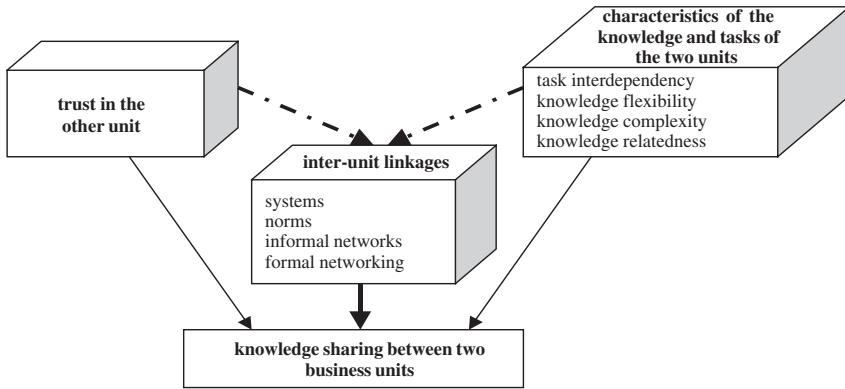 trust in the
other unit
characteristics of the
knowledge and tasks of
the two units
task interdependency
knowledge flexibility
knowledge complexity
knowledge relatedness
inter-unit linkages
systems
norms
informal networks
formal networking
knowledge sharing between two
business units